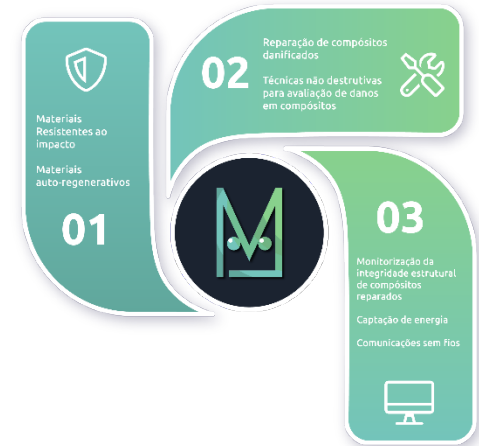 Materiais
Resistentes ao
impacto
Materiais
auto-regenerativos
01
02
Reparação de compósitos
danificados
Técnicas não destrutivas
para avaliação de danos
em compósitos
03
Monitorização da
integridade estrutural
de compósitos
reparados
Captação de energia
Comunicações sem fios